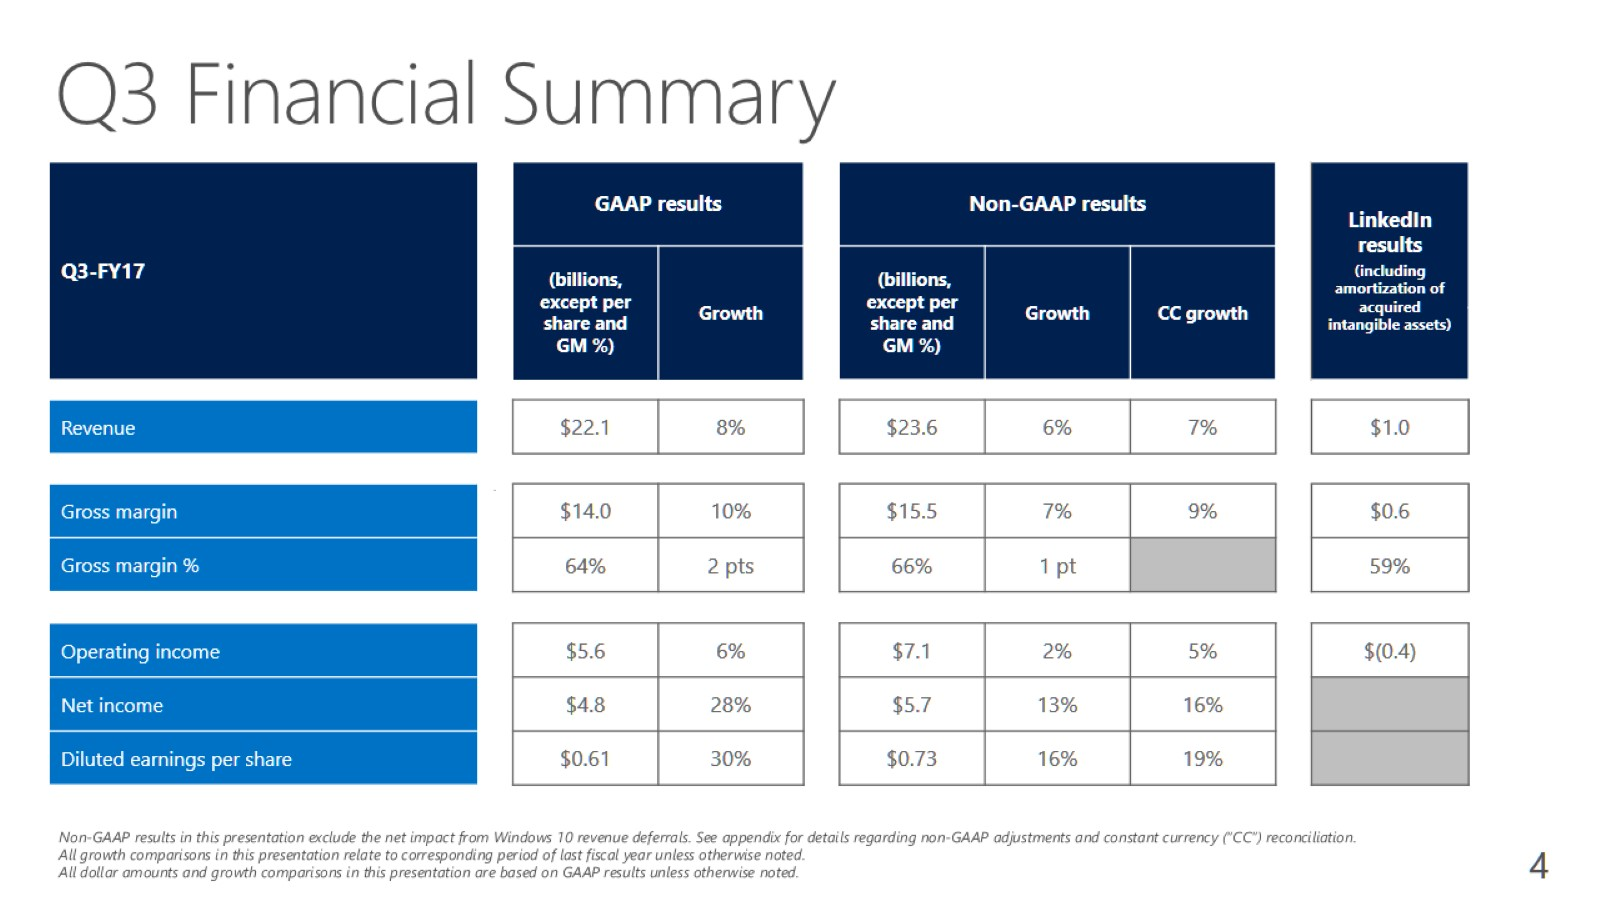 Q3 Financial Summary
Q3-FY17
GAAP results
(billions,
except per
share and
GM %)
Growth
Non-GAAP results
(billions,
except per
share and
GM %)
Growth
CC growth
LinkedIn
results
(including
amortization of
acquired
intangible assets)
Revenue $22.1 8% $23.6 6% 7% $1.0
Gross margin $14.0 10% $15.5 7% 9% $0.6
Gross margin % 64% 2 pts 66% 1 pt 59%
Operating income $5.6 6% $7.1 2% 5% $(0.4)
Net income $4.8 28% $5.7 13% 16%
Diluted earnings per share $0.61 30% $0.73 16% 19%
Non-GAAP results in this presentation exclude the net impact from Windows 10 revenue deferrals. See appendix for details regarding non-GAAP adjustments and constant currency ("CC") reconciliation.
All growth comparisons in this presentation relate to corresponding period of last fiscal year unless otherwise noted.
All dollar amounts and growth comparisons in this presentation are based on GAAP results unless otherwise noted.
4